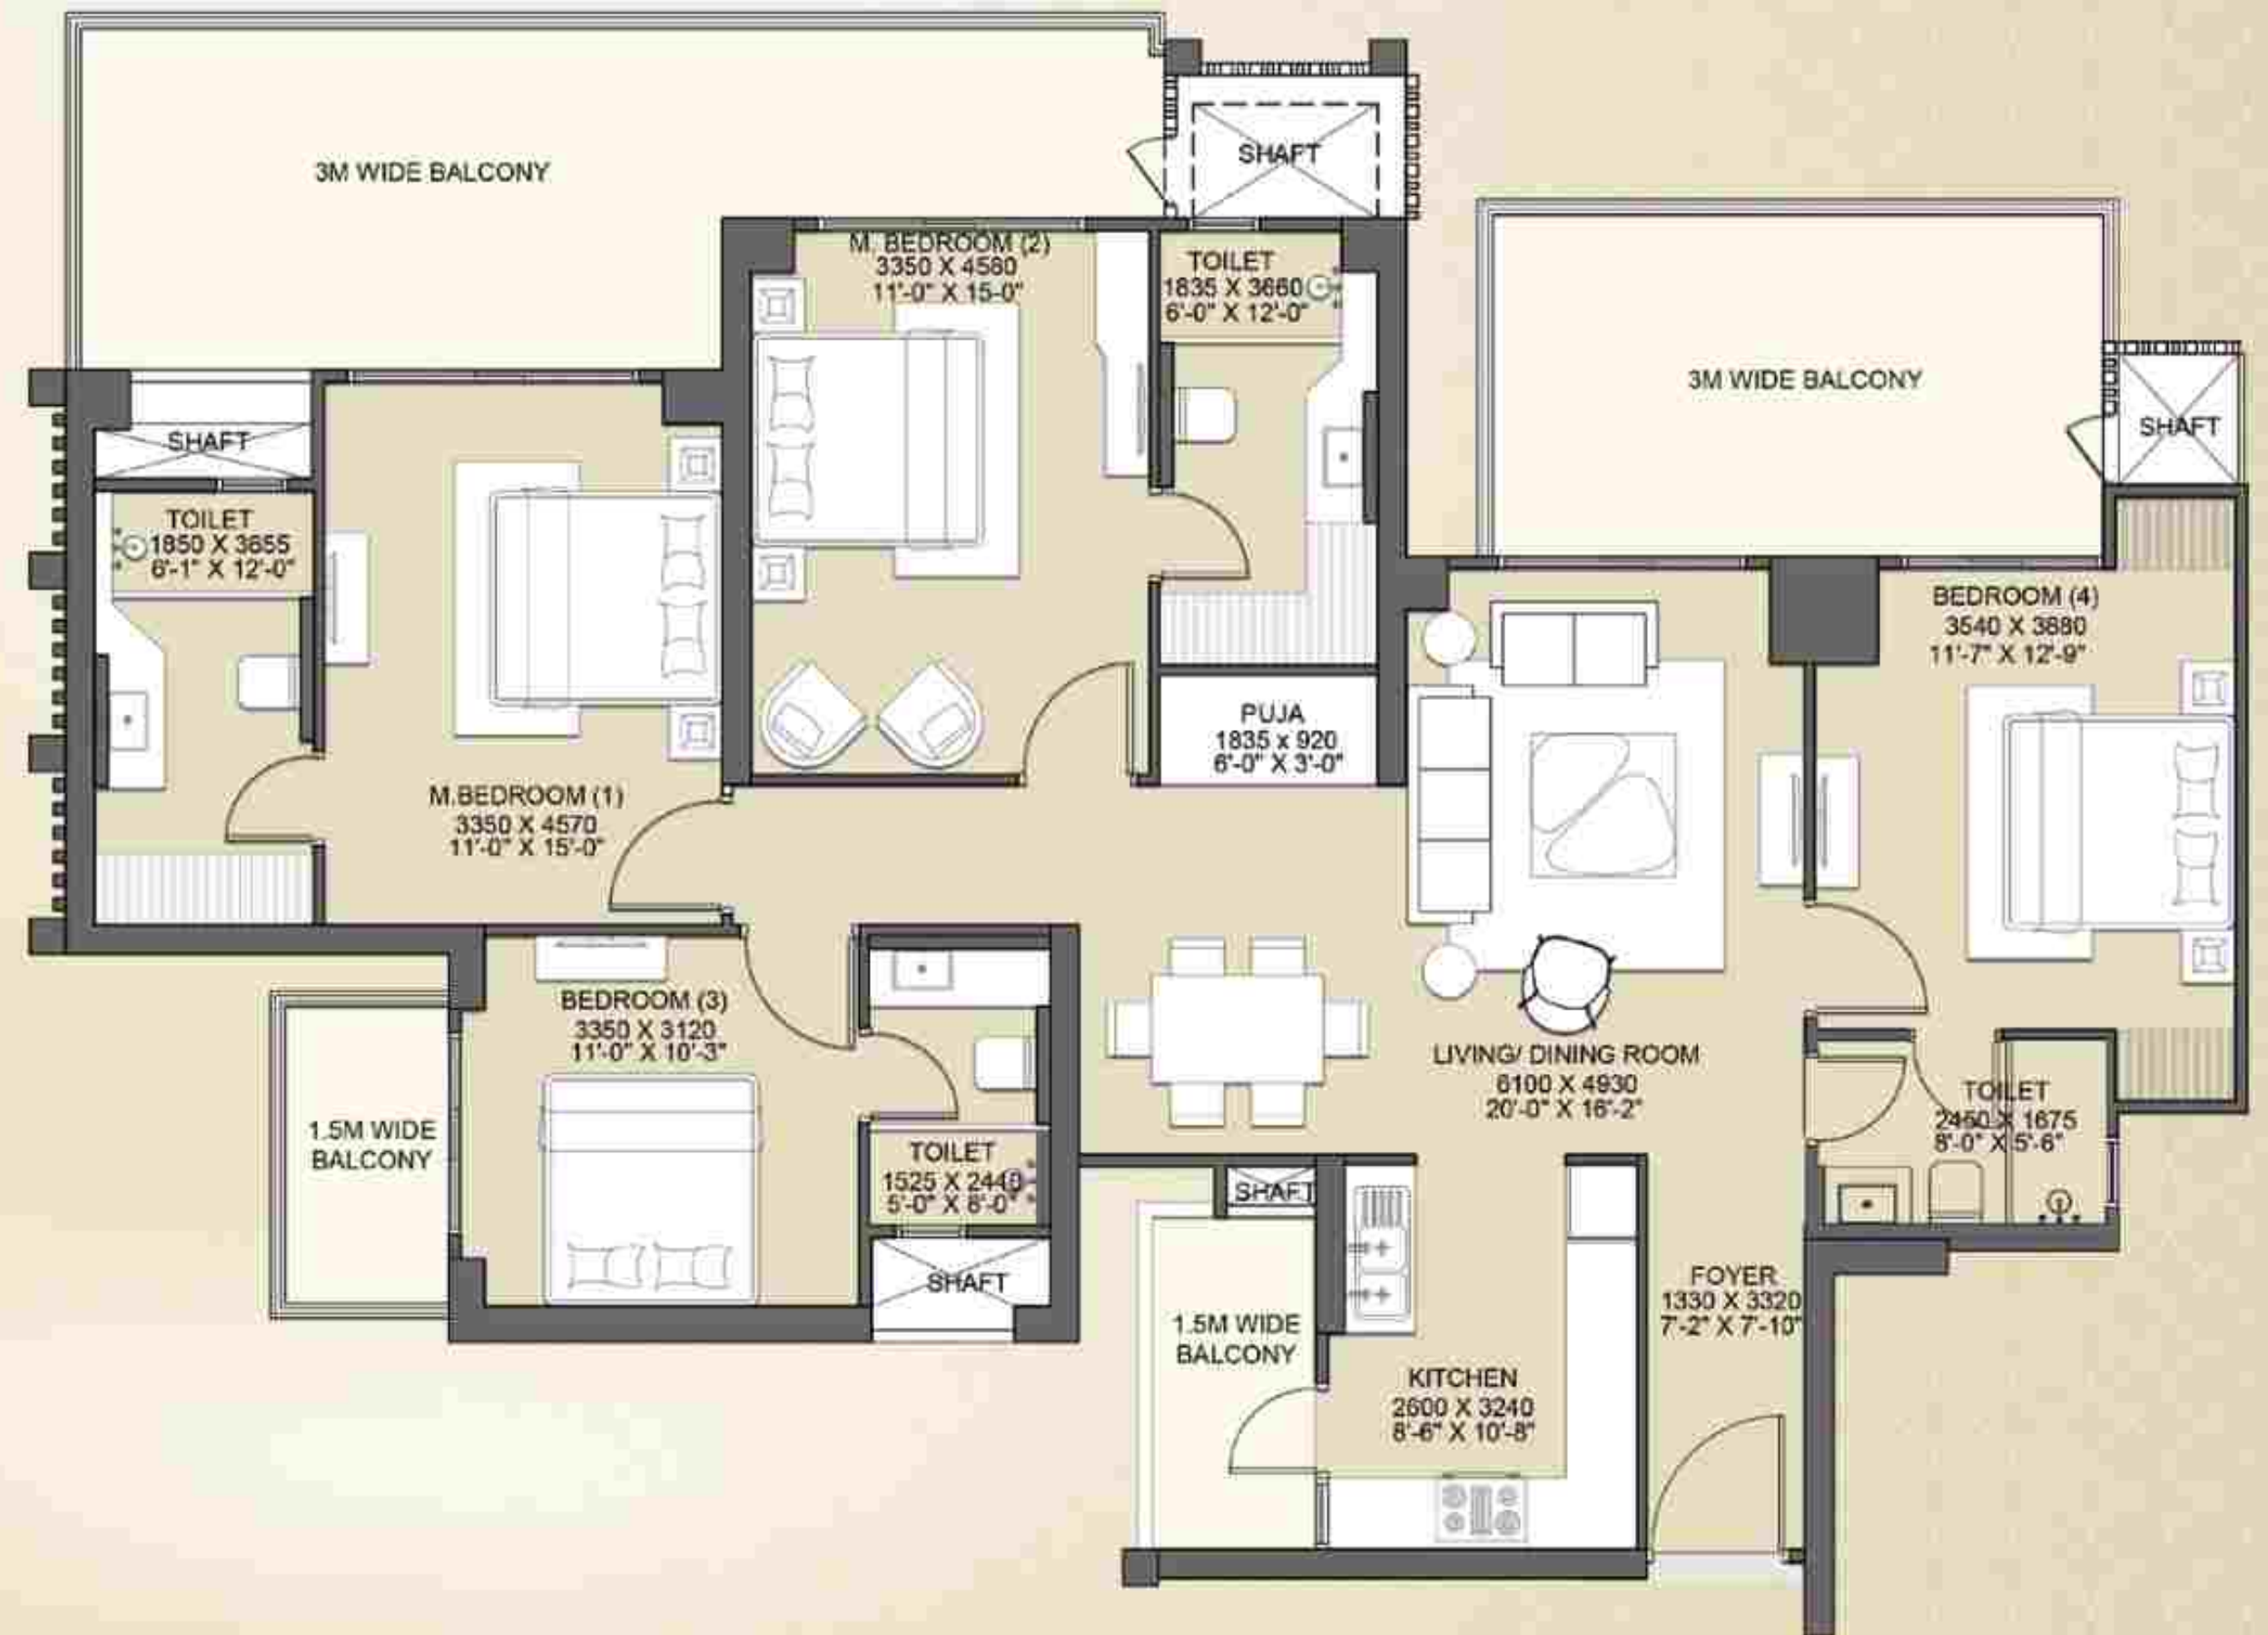 3M WIDE BALCONY
SHAFT
M. BEDROOM (2)
3350 X 4580
11'-0" X 15-0"
TOILET
1835 X 3660
6'-0" X 12'-0"
3M WIDE BALCONY
SHAFT
SHAFT
TOILET
1850 X 3655
6'-1" X 12'-0"
BEDROOM (4)
3540 X 3880
11'-7" X 12'-9"
PUJA
1835 x 920
6'-0" X 3'-0"
M.BEDROOM (1)
3350 X 4570
11'-0" X 15'-0"
BEDROOM (3)
3350 X 3120
11'-0" X 10'-3"
LIVING/ DINING ROOM
6100 X 4930
20'-0" X 16'-2"
TOILET
2450 X 1675
8'-0" X 5'-6"
1.5M WIDE
BALCONY
TOILET
1525 X 2440
5'-0" X 8'-0"
SHAFT
SHAFT
FOYER
1330 X 3320
7'-2" X 7'-10"
1.5M WIDE
BALCONY
KITCHEN
2600 X 3240
8'-6" X 10'-8"